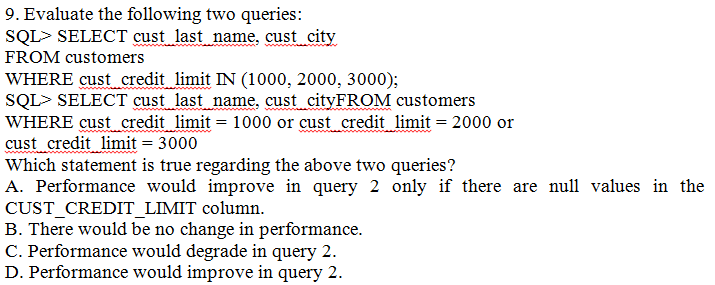 9. Evaluate the following two queries:
SQL> SELECT cust_last_name, cust_city
FROM customers
WHERE cust_credit_limit IN (1000, 2000, 3000);
SQL> SELECT cust_last_name, cust_cityFROM customers
WHERE cust_credit_limit = 1000 or cust_credit_limit = 2000 or
cust_credit_limit = 3000
Which statement is true regarding the above two queries?
A. Performance would improve in query 2 only if there are null values in the
CUST_CREDIT_LIMIT column.
B. There would be no change in performance.
C. Performance would degrade in query 2.
D. Performance would improve in query 2.